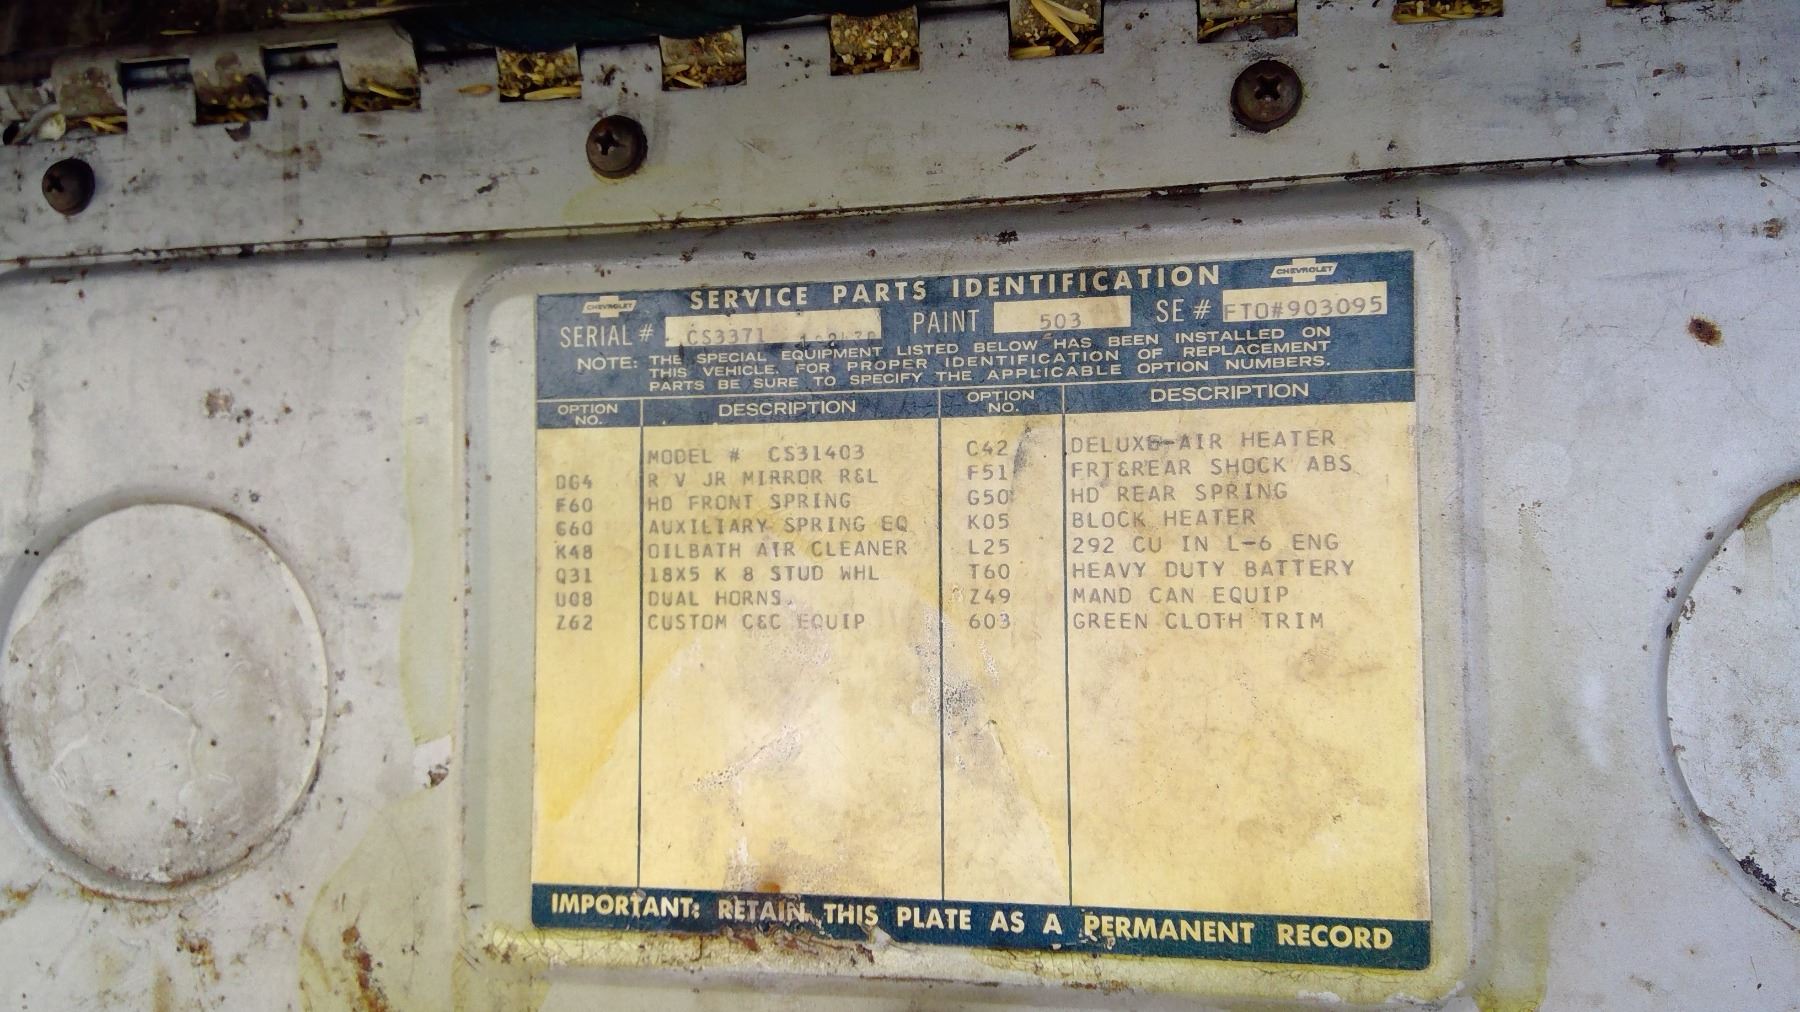 CHEVROLET SERVICE PARTS IDENTIFICATION CHEVROLET
SERIAL # CS3371 PAINT 503 SE # FTO#903095
NOTE: THE SPECIAL EQUIPMENT LISTED BELOW HAS BEEN INSTALLED ON
THIS VEHICLE. FOR PROPER IDENTIFICATION OF REPLACEMENT
PARTS BE SURE TO SPECIFY THE APPLICABLE OPTION NUMBERS.
OPTION NO. DESCRIPTION OPTION NO. DESCRIPTION
MODEL # CS31403 C42 DELUXE-AIR HEATER
DG4 R V JR MIRROR R&L F51 FRT&REAR SHOCK ABS
F60 HD FRONT SPRING G50 HD REAR SPRING
G60 AUXILIARY SPRING EQ K05 BLOCK HEATER
K48 OILBATH AIR CLEANER L25 292 CU IN L-6 ENG
Q31 18X5 K 8 STUD WHL T60 HEAVY DUTY BATTERY
U08 DUAL HORNS Z49 MAND CAN EQUIP
Z62 CUSTOM C&C EQUIP 603 GREEN CLOTH TRIM
IMPORTANT: RETAIN THIS PLATE AS A PERMANENT RECORD